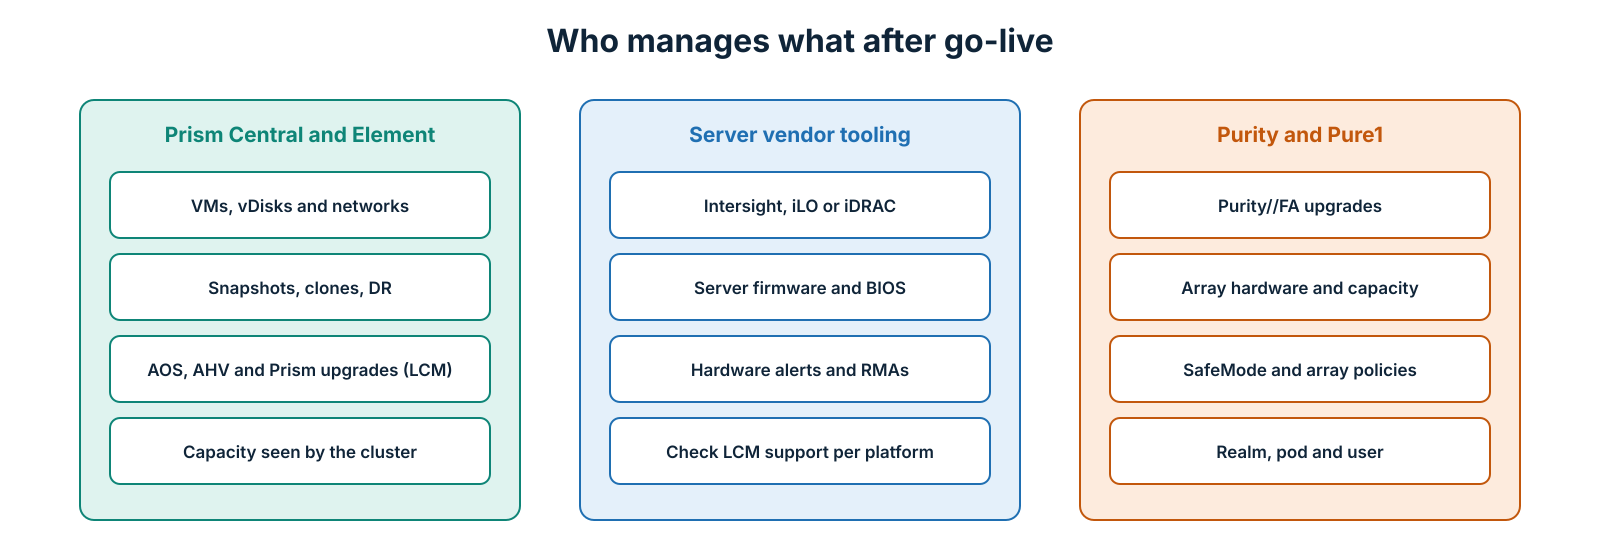 Who manages what after go-live
Prism Central and Element
VMs, vDisks and networks
Snapshots, clones, DR
AOS, AHV and Prism upgrades (LCM)
Capacity seen by the cluster
Server vendor tooling
Intersight, iLO or iDRAC
Server firmware and BIOS
Hardware alerts and RMAs
Check LCM support per platform
Purity and Pure1
Purity//FA upgrades
Array hardware and capacity
SafeMode and array policies
Realm, pod and user